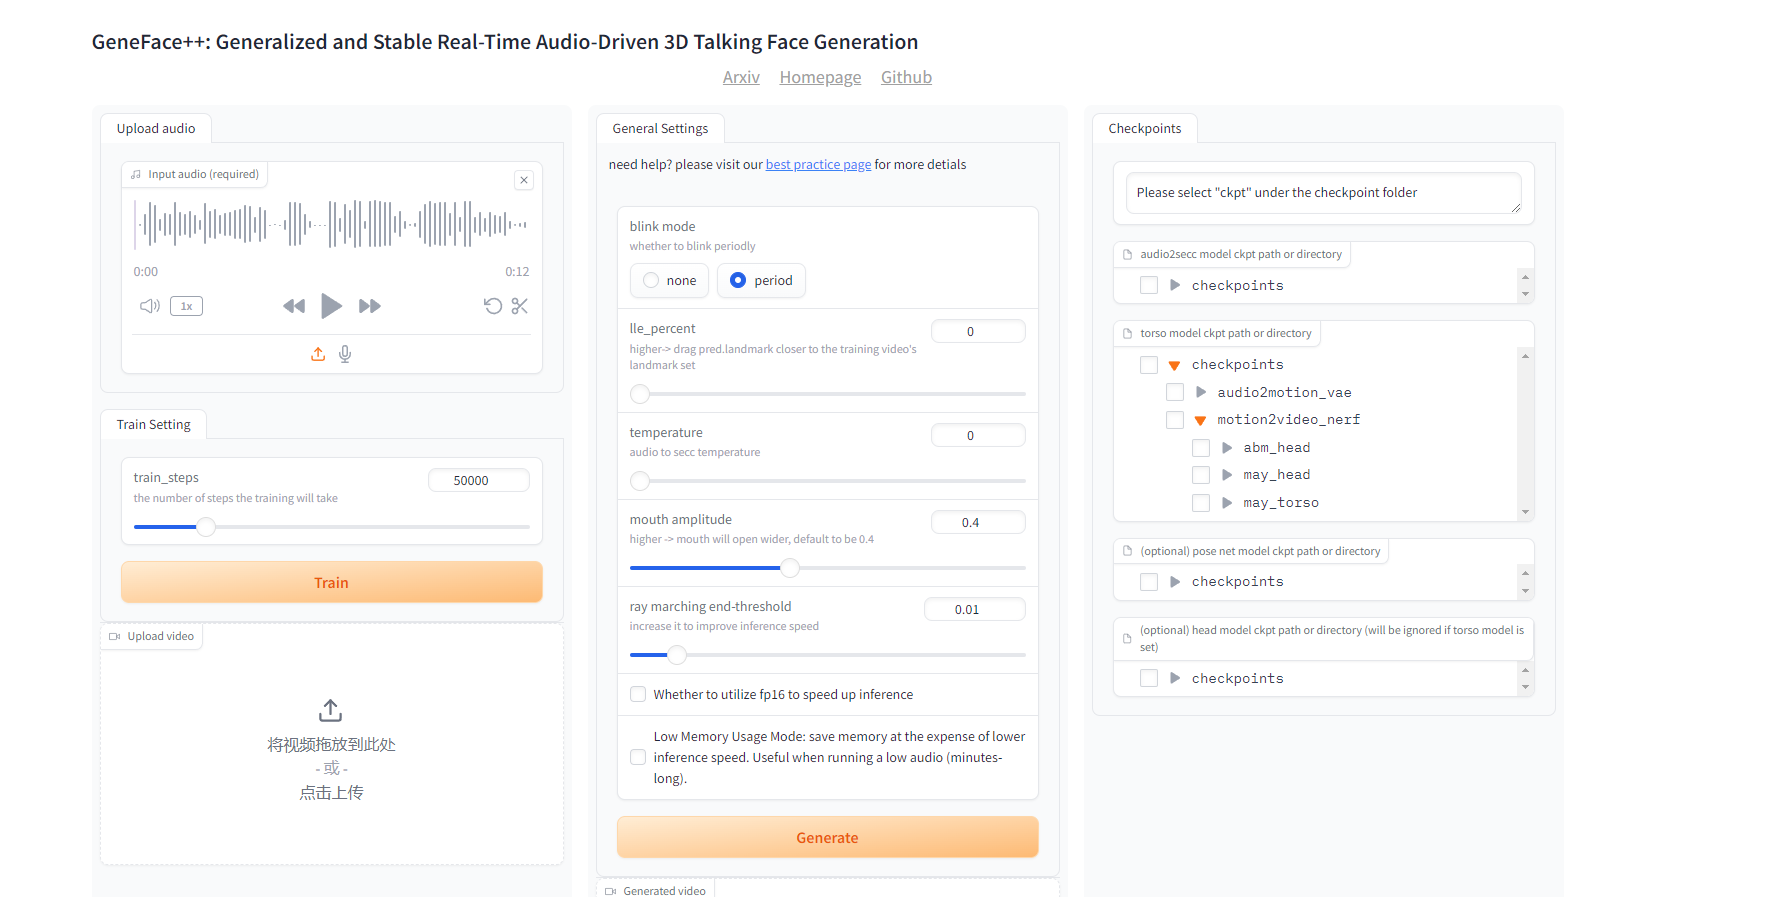 GeneFace++: Generalized and Stable Real-Time Audio-Driven 3D Talking Face Generation
Arxiv Homepage Github
Upload audio
Input audio (required)
0:00 0:12
1x
Train Setting
train_steps 50000
the number of steps the training will take
Train
Upload video
将视频拖放到此处
- 或 -
点击上传
General Settings
need help? please visit our best practice page for more detials
blink mode
whether to blink periodly
none period
lle_percent 0
higher-> drag pred.landmark closer to the training video's
landmark set
temperature 0
audio to secc temperature
mouth amplitude 0.4
higher -> mouth will open wider, default to be 0.4
ray marching end-threshold 0.01
increase it to improve inference speed
Whether to utilize fp16 to speed up inference
Low Memory Usage Mode: save memory at the expense of lower
inference speed. Useful when running a low audio (minutes-
long).
Generate
Generated video
Checkpoints
Please select "ckpt" under the checkpoint folder
audio2secc model ckpt path or directory
checkpoints
torso model ckpt path or directory
checkpoints
audio2motion_vae
motion2video_nerf
abm_head
may_head
may_torso
(optional) pose net model ckpt path or directory
checkpoints
(optional) head model ckpt path or directory (will be ignored if torso model is
set)
checkpoints